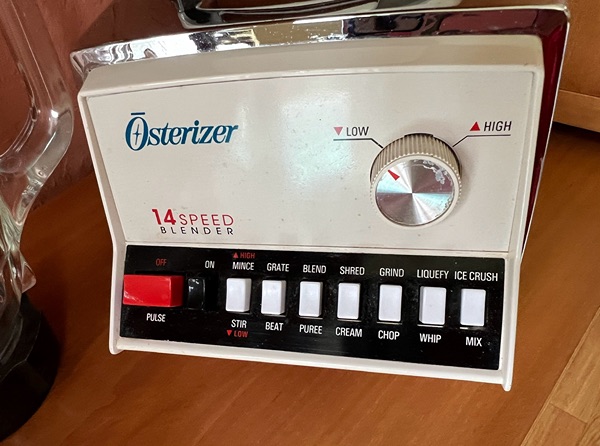 Ōsterizer
▼ LOW
▲ HIGH
14 SPEED
BLENDER
▲ HIGH
OFF ON MINCE GRATE BLEND SHRED GRIND LIQUEFY ICE CRUSH
PULSE STIR BEAT PUREE CREAM CHOP WHIP MIX
▼ LOW